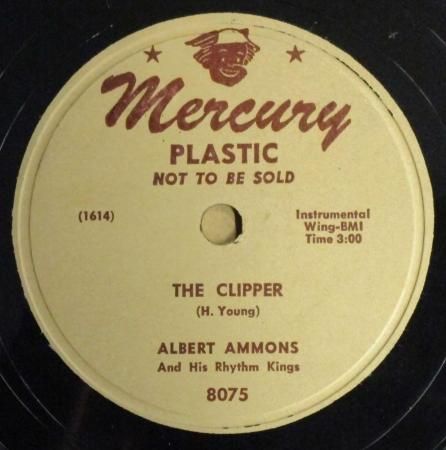 Mercury
PLASTIC
NOT TO BE SOLD
(1614)
Instrumental
Wing-BMI
Time 3:00
THE CLIPPER
(H. Young)
ALBERT AMMONS
And His Rhythm Kings
8075